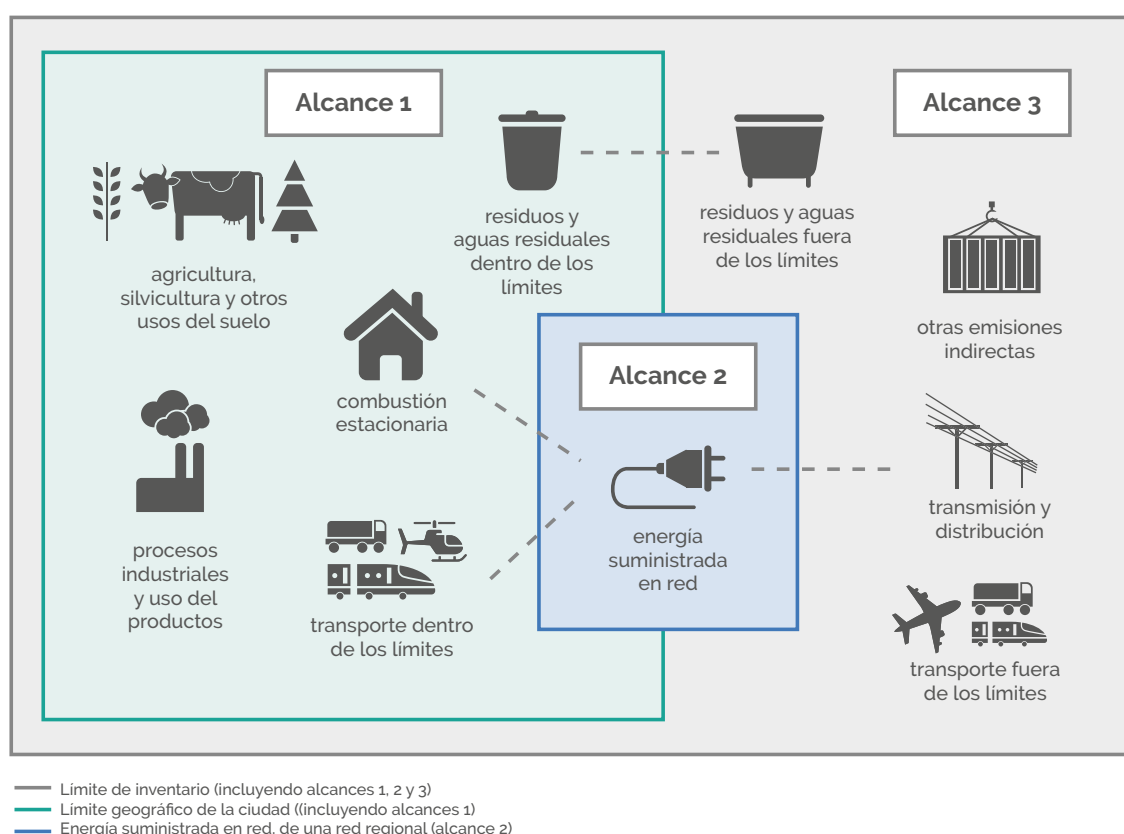 Alcance 1
Alcance 3
agricultura,
silvicultura y otros
usos del suelo
residuos y
aguas residuales
dentro de los
límites
residuos y aguas
residuales fuera
de los límites
otras emisiones
indirectas
combustión
estacionaria
Alcance 2
procesos
industriales
y uso del
productos
transporte dentro
de los límites
energía
suministrada
en red
transmisión y
distribución
transporte fuera
de los límites
Límite de inventario (incluyendo alcances 1, 2 y 3)
Límite geográfico de la ciudad ((incluyendo alcances 1)
Energía suministrada en red, de una red regional (alcance 2)